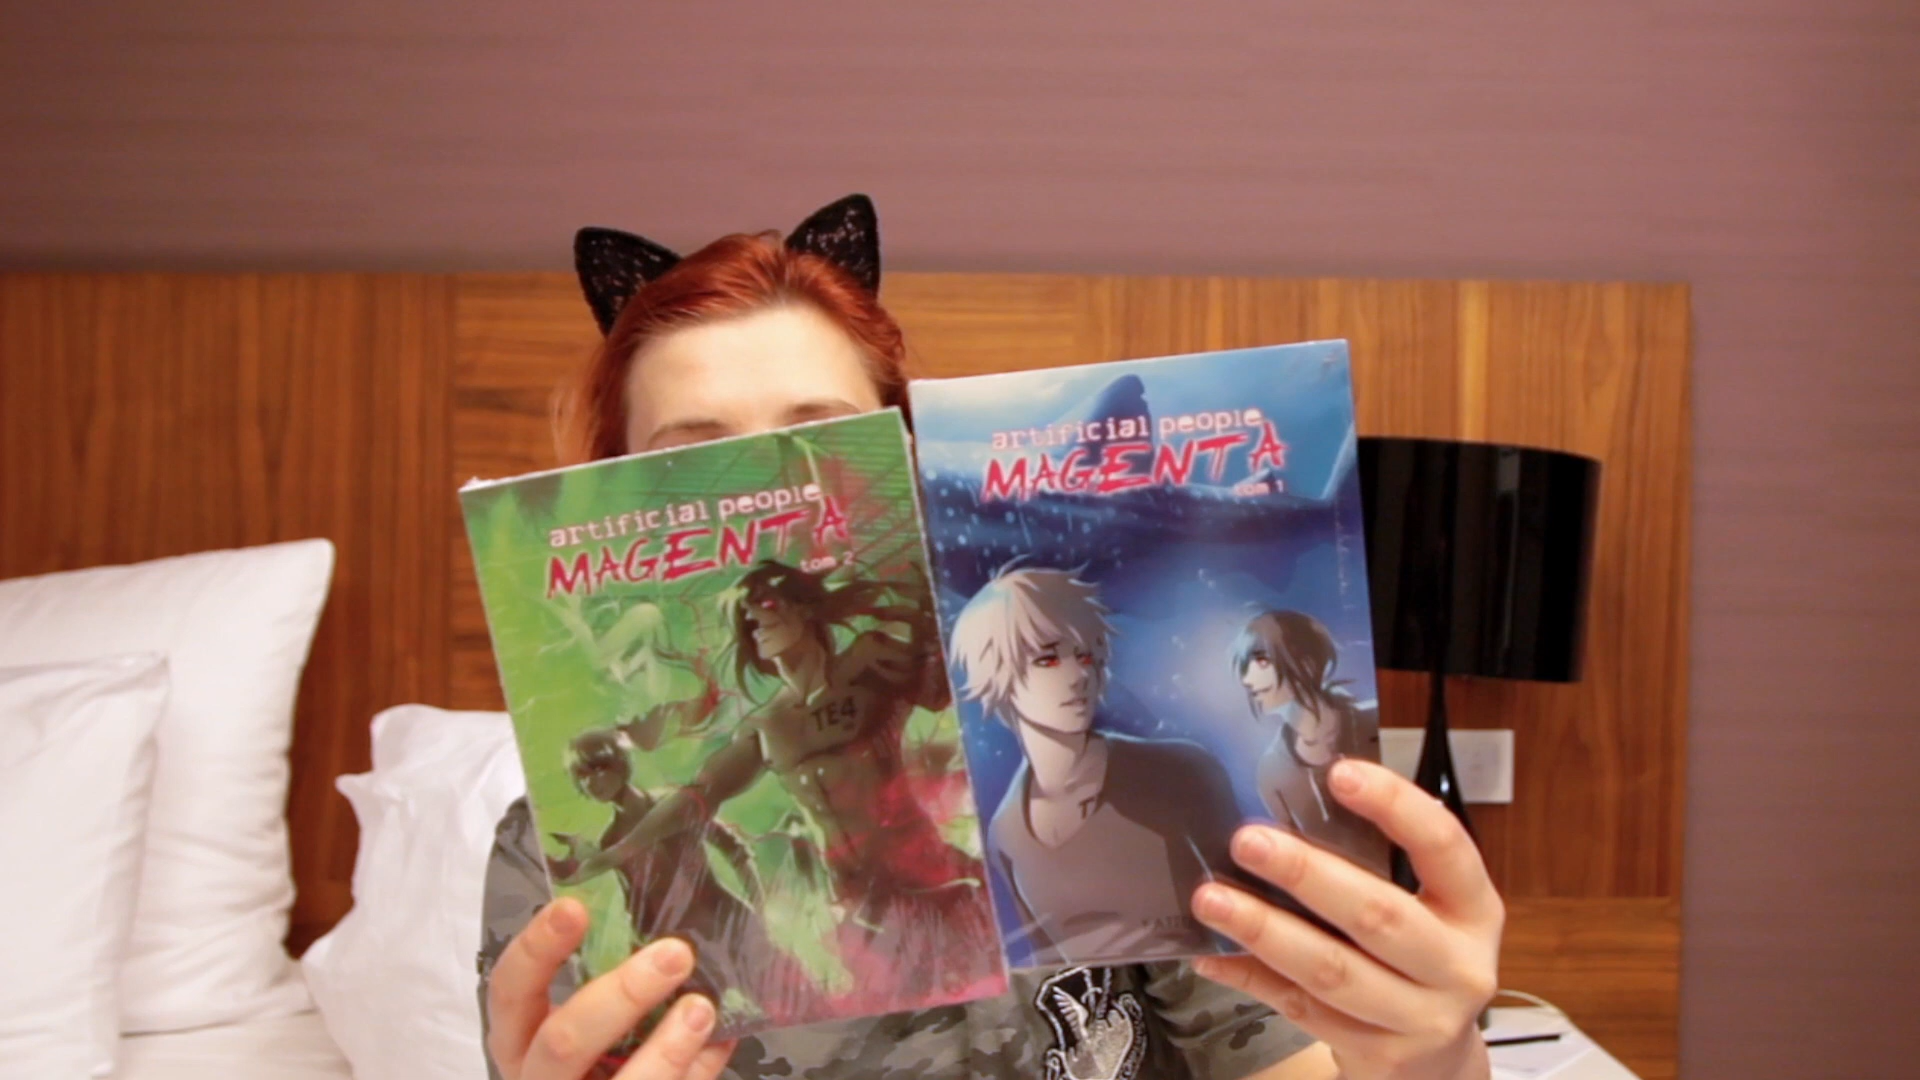 artificial people
MAGENTA
tom 2
TE4
artificial people
MAGENTA
tom 1